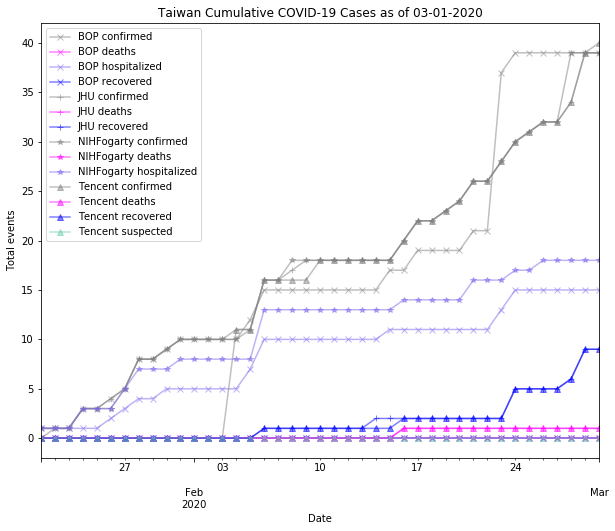 Taiwan Cumulative COVID-19 Cases as of 03-01-2020
BOP confirmed
BOP deaths
BOP hospitalized
BOP recovered
JHU confirmed
JHU deaths
JHU recovered
NIHFogarty confirmed
NIHFogarty deaths
NIHFogarty hospitalized
Tencent confirmed
Tencent deaths
Tencent recovered
Tencent suspected
Total events
40
35
30
25
20
15
10
5
0
27 03 10 17 24
Feb Mar
2020
Date